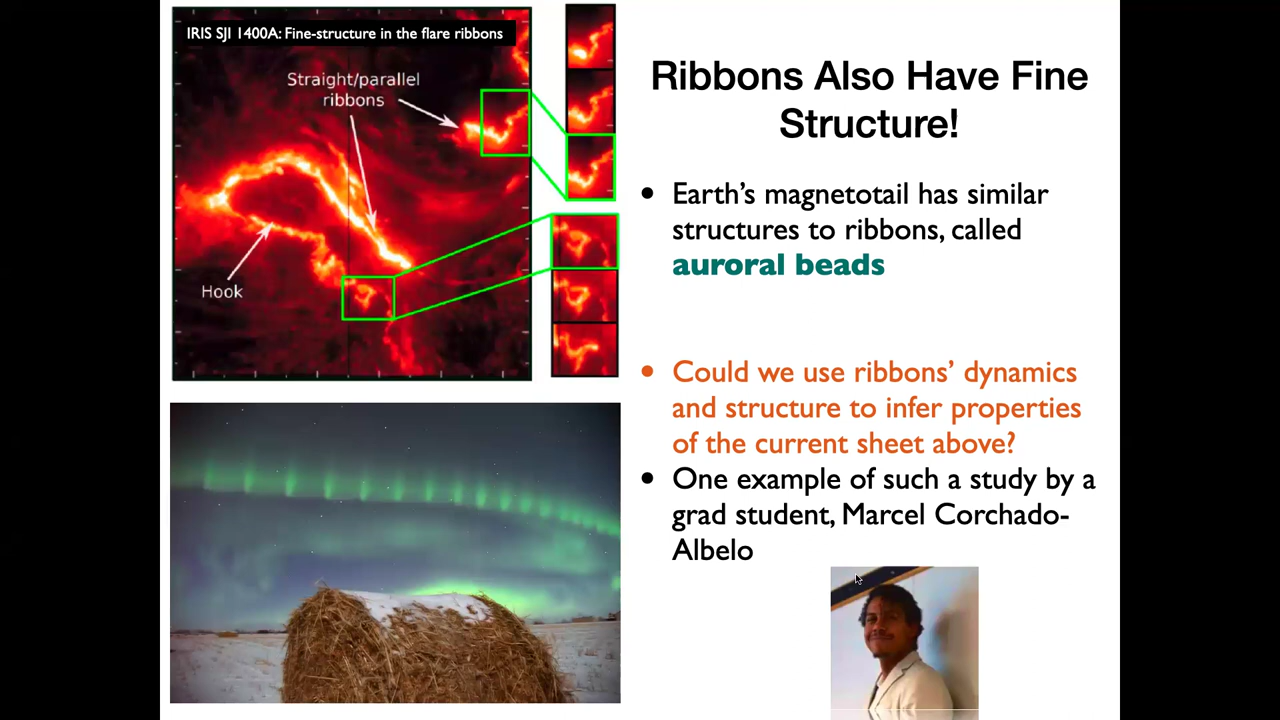 IRIS SJI 1400A: Fine-structure in the flare ribbons
Straight/parallel
ribbons
Hook
Ribbons Also Have Fine
Structure!
• Earth's magnetotail has similar
structures to ribbons, called
auroral beads
• Could we use ribbons' dynamics
and structure to infer properties
of the current sheet above?
• One example of such a study by a
grad student, Marcel Corchado-
Albelo